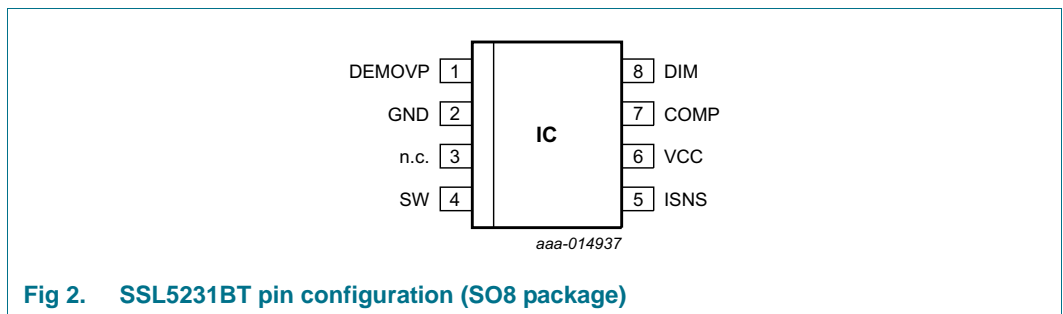 DEMOVP 1 8 DIM
GND 2 7 COMP
IC
n.c. 3 6 VCC
SW 4 5 ISNS
aaa-014937
Fig 2. SSL5231BT pin configuration (SO8 package)